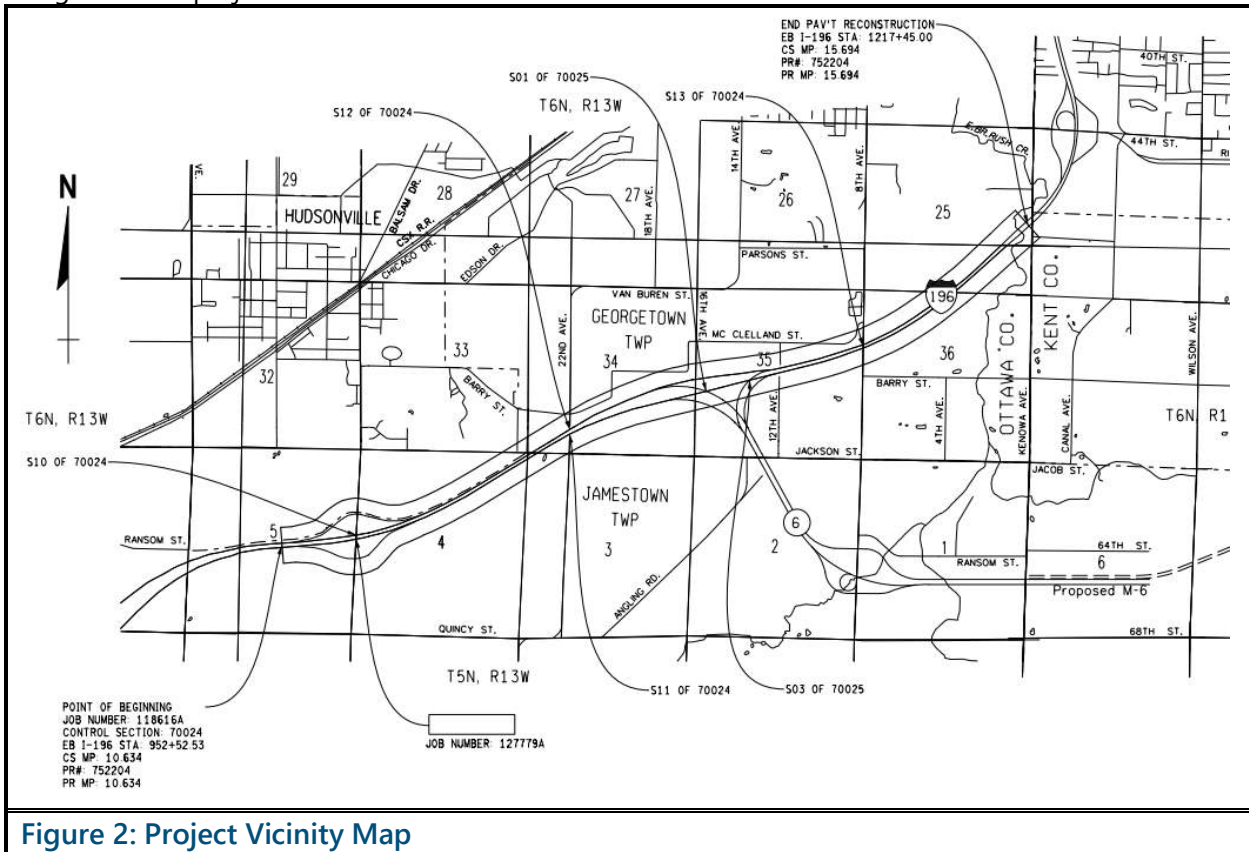 END PAV'T RECONSTRUCTION
EB I-196 STA: 1217+45.00
CS MP: 15.694
PR#: 752204
PR MP: 15.694
S01 OF 70025
T6N, R13W
S12 OF 70024
S13 OF 70024
40TH ST.
E.BR.RUSH CR.
44TH ST.
N
VE.
29
28
27
26
25
HUDSONVILLE
BALSAM DR.
CSX R.R.
CHICAGO DR.
EDSON DR.
18TH AVE.
14TH AVE.
8TH AVE.
PARSONS ST.
VAN BUREN ST.
16TH AVE.
196
GEORGETOWN
TWP
MC CLELLAND ST.
22ND AVE.
32
33
34
35
36
BARRY ST.
BARRY ST.
12TH AVE.
4TH AVE.
OTTAWA CO.
KENT CO.
KENOWA AVE.
CANAL AVE.
WILSON AVE.
T6N, R13W
T6N, R1
S10 OF 70024
JACKSON ST.
JACOB ST.
JAMESTOWN
TWP
RANSOM ST.
5
4
3
2
6
1
RANSOM ST.
64TH ST.
6
Proposed M-6
ANGLING RD.
QUINCY ST.
68TH ST.
T5N, R13W
S11 OF 70024
S03 OF 70025
POINT OF BEGINNING
JOB NUMBER: 118616A
CONTROL SECTION: 70024
EB I-196 STA: 952+52.53
CS MP: 10.634
PR#: 752204
PR MP: 10.634
JOB NUMBER: 127779A
Figure 2: Project Vicinity Map